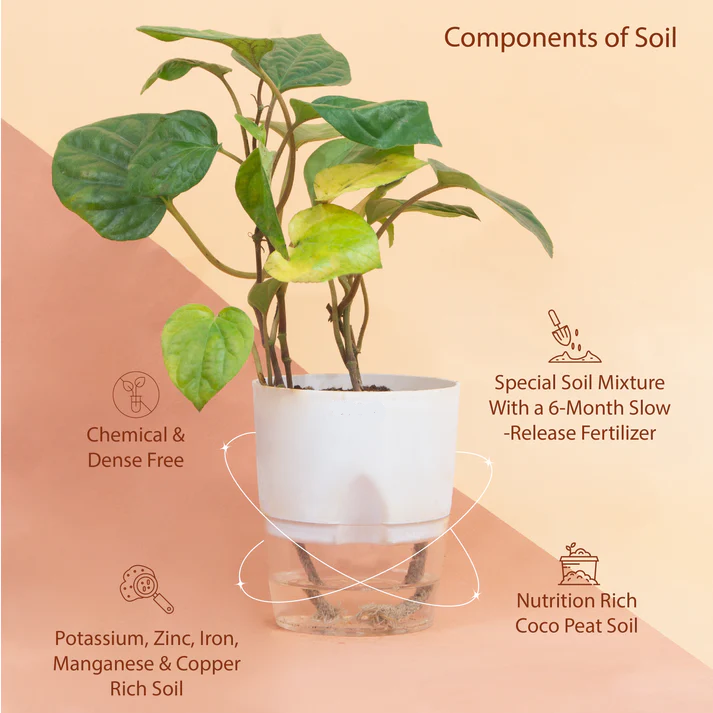 Components of Soil
Special Soil Mixture
With a 6-Month Slow
-Release Fertilizer
Chemical &
Dense Free
Nutrition Rich
Coco Peat Soil
Potassium, Zinc, Iron,
Manganese & Copper
Rich Soil